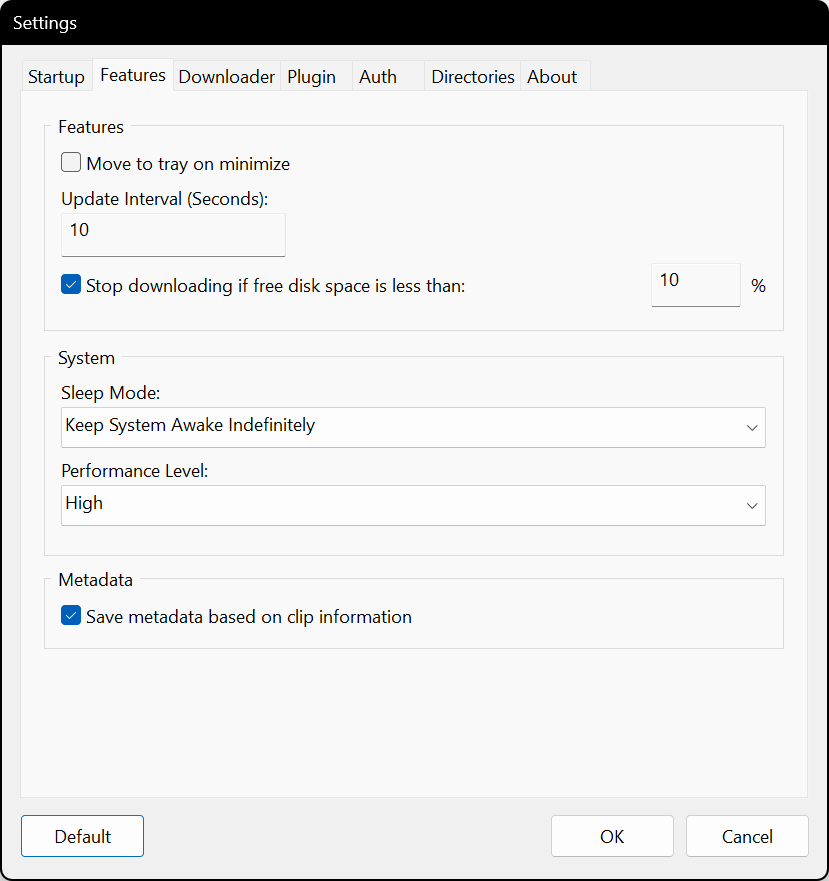 Settings
Startup Features Downloader Plugin Auth Directories About
Features
Move to tray on minimize
Update Interval (Seconds):
10
Stop downloading if free disk space is less than: 10 %
System
Sleep Mode:
Keep System Awake Indefinitely
Performance Level:
High
Metadata
Save metadata based on clip information
Default OK Cancel